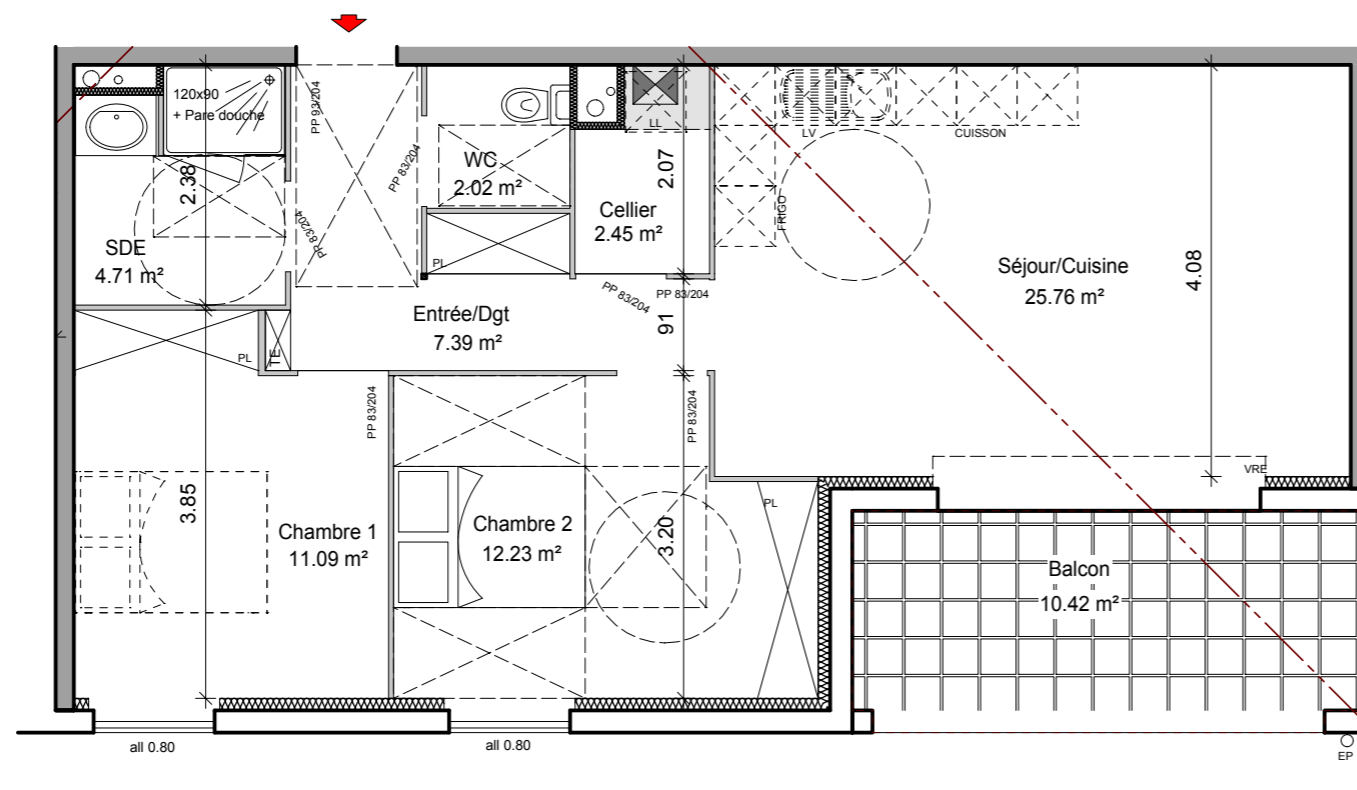 120x90
+ Pare douche
PP 93/204
PP 83/204
PP 83/204
2.38
SDE
4.71 m²
WC
2.02 m²
PL
LL
2.07
Cellier
2.45 m²
LV
CUISSON
FRIGO
Séjour/Cuisine
25.76 m²
4.08
PP 83/204
PP 83/204
Entrée/Dgt
7.39 m²
91
PL
TE
PP 83/204
PP 83/204
VRE
PL
3.85
Chambre 1
11.09 m²
Chambre 2
12.23 m²
3.20
Balcon
10.42 m²
all 0.80
all 0.80
EP